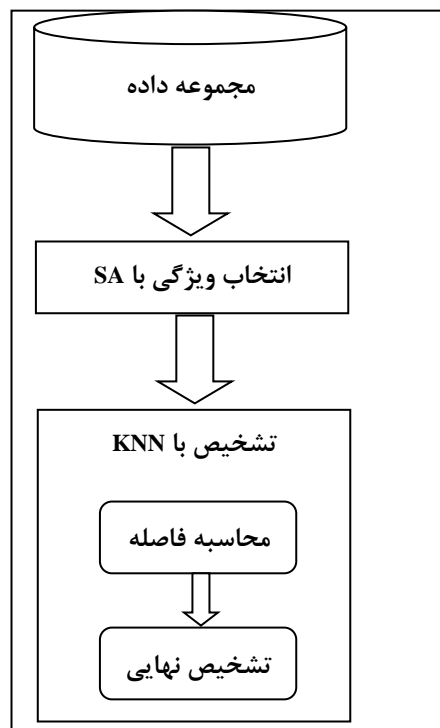 مجموعه داده
انتخاب ویژگی با SA
تشخیص با KNN
محاسبه فاصله
تشخیص نهایی